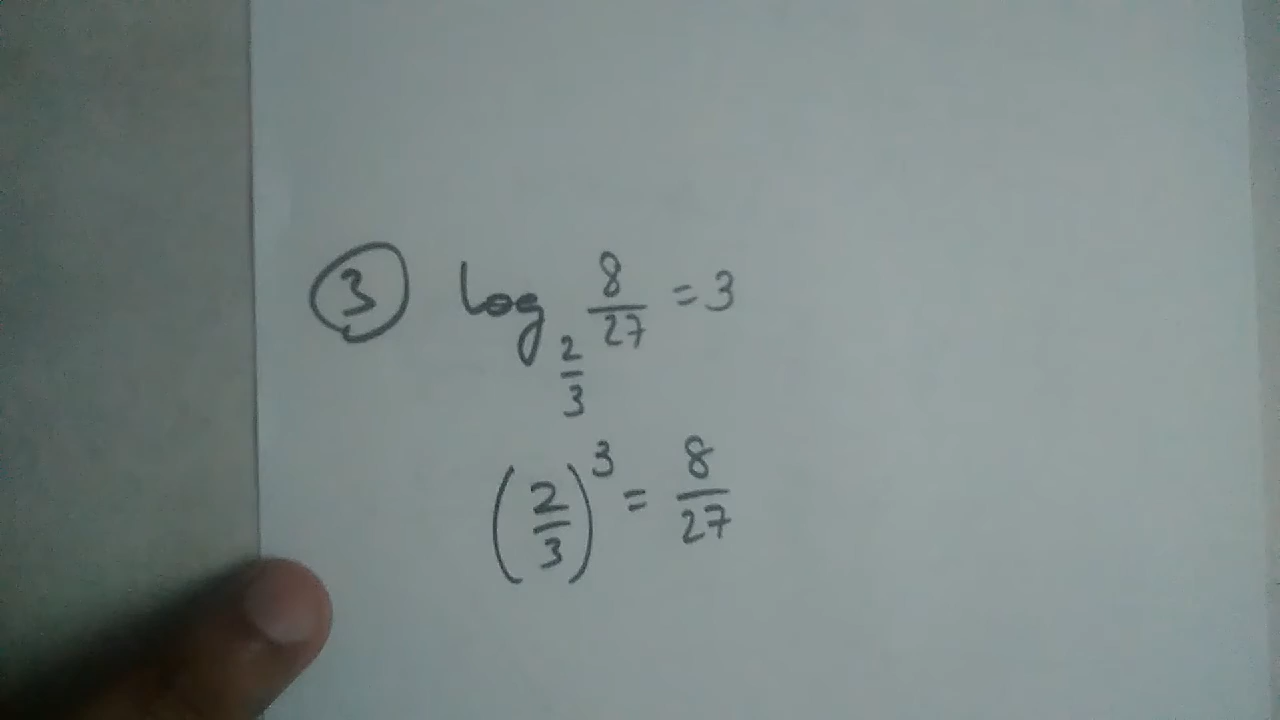 ③ log_{2/3} 8/27 = 3
(2/3)^3 = 8/27